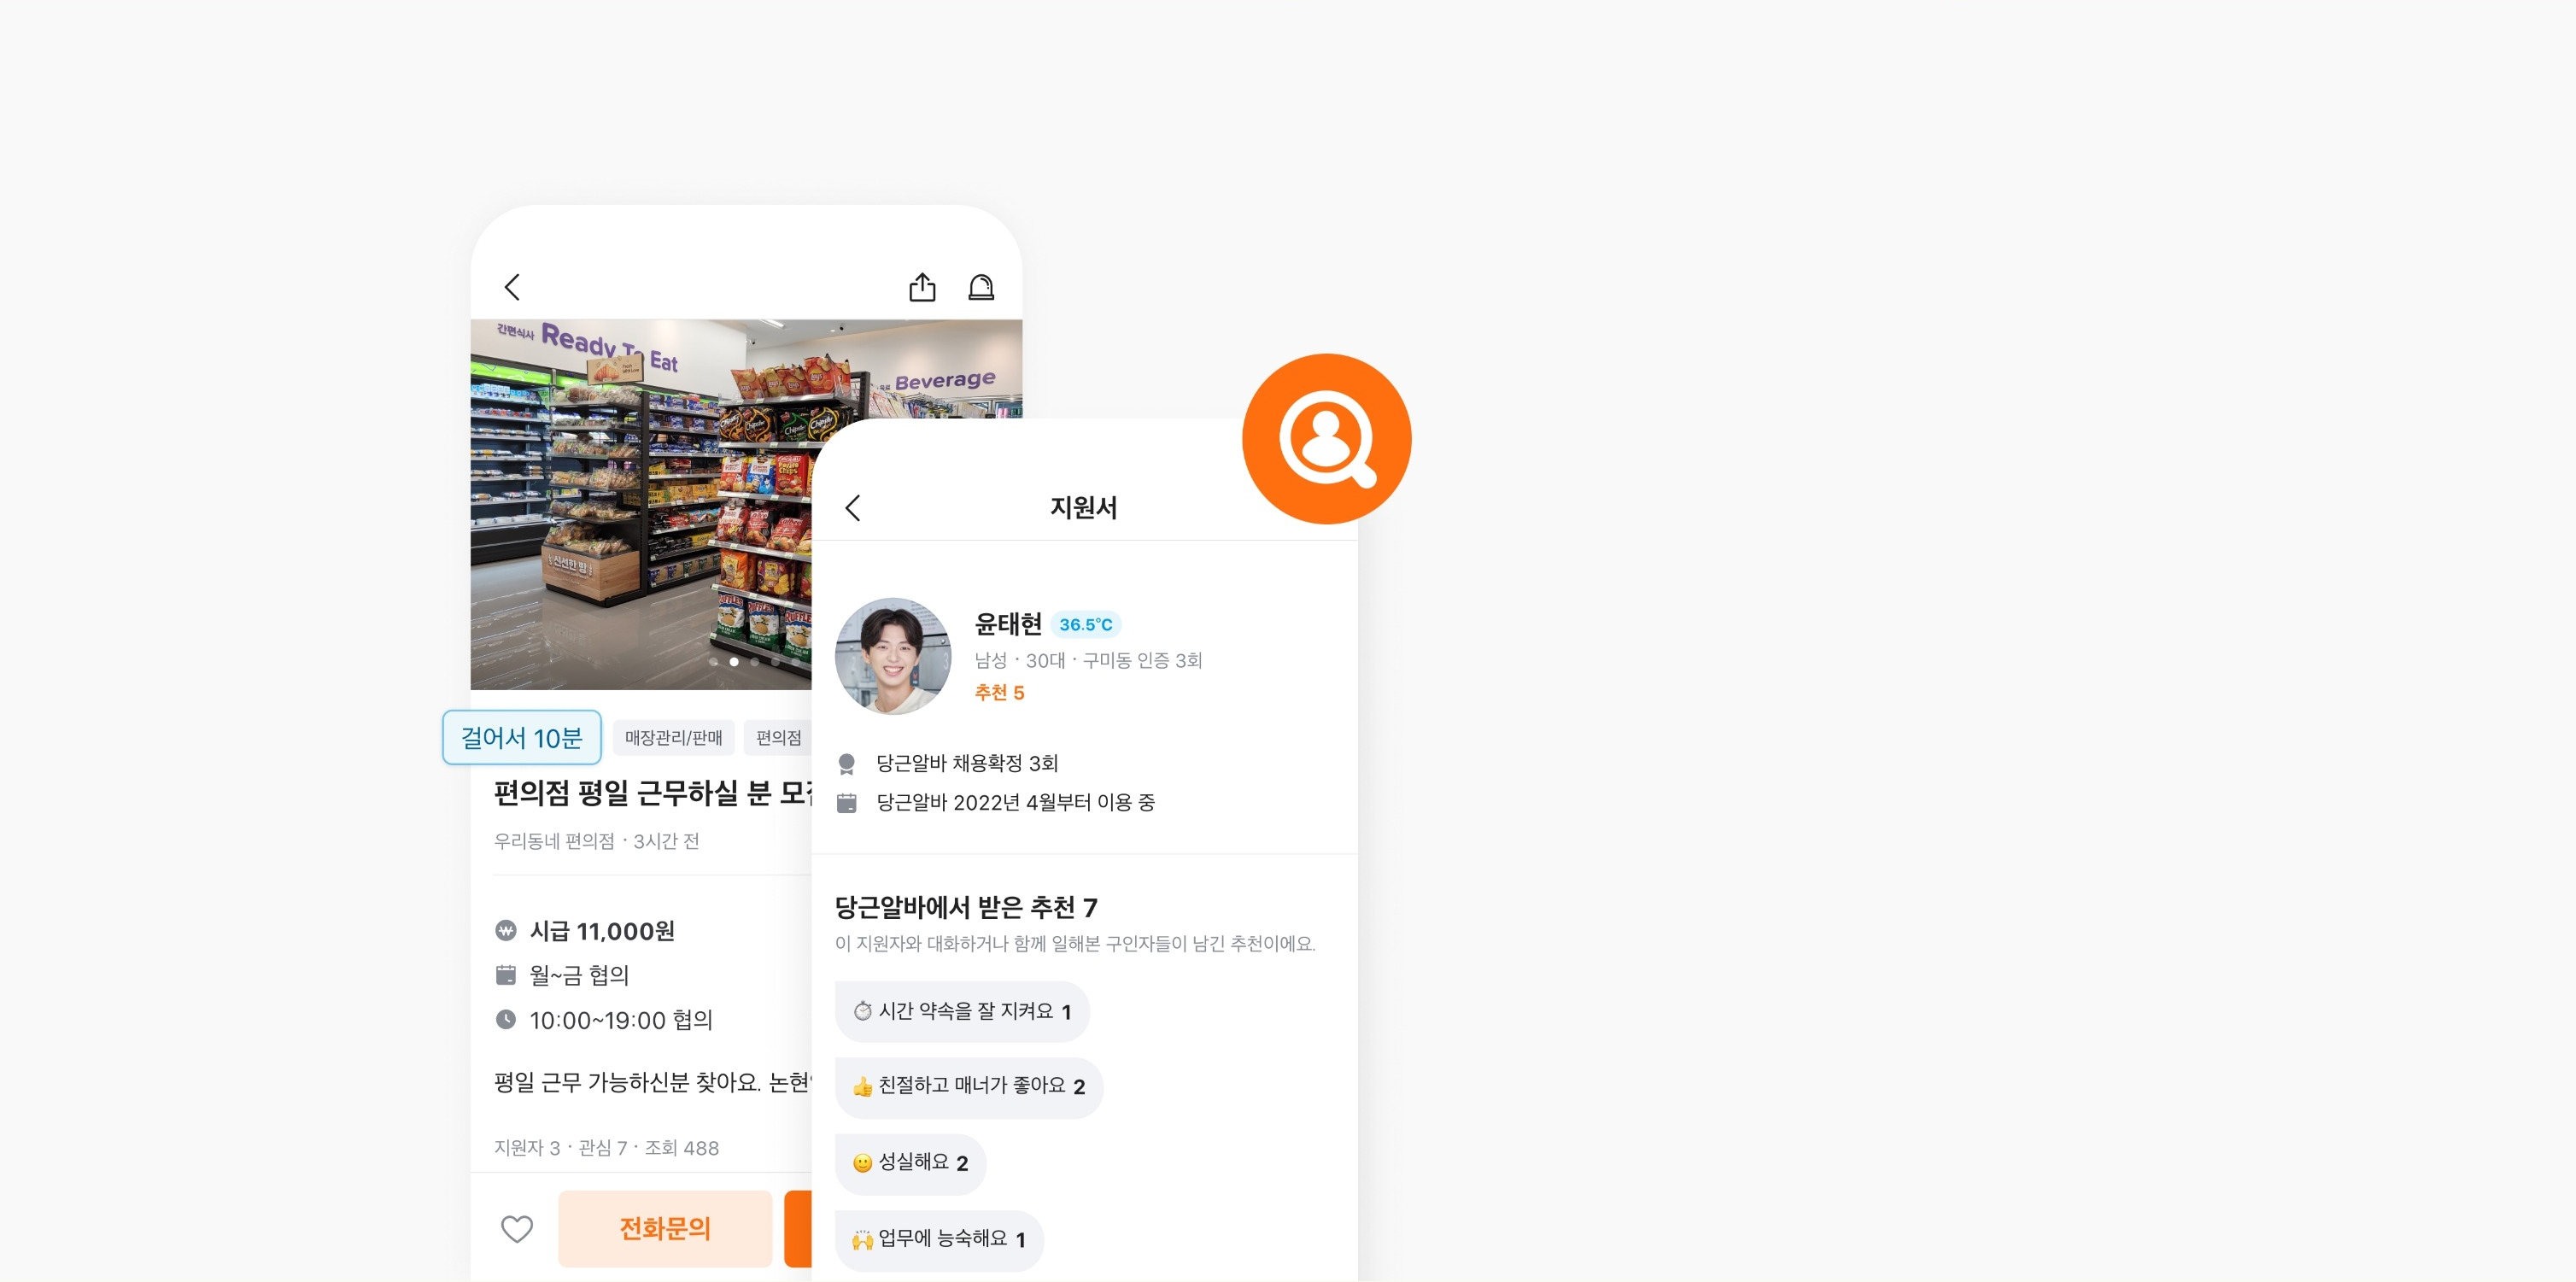 간편식사 Ready To Eat
음료 Beverage
신선한 빵
걸어서 10분
매장관리/판매
편의점
편의점 평일 근무하실 분 모집
우리동네 편의점 · 3시간 전
시급 11,000원
월~금 협의
10:00~19:00 협의
평일 근무 가능하신분 찾아요. 논현
지원자 3 · 관심 7 · 조회 488
전화문의
지원서
윤태현 36.5°C
남성 · 30대 · 구미동 인증 3회
추천 5
당근알바 채용확정 3회
당근알바 2022년 4월부터 이용 중
당근알바에서 받은 추천 7
이 지원자와 대화하거나 함께 일해본 구인자들이 남긴 추천이에요.
시간 약속을 잘 지켜요 1
친절하고 매너가 좋아요 2
성실해요 2
업무에 능숙해요 1